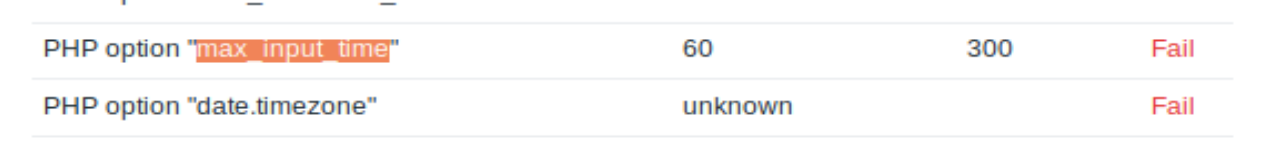 PHP option "max_input_time" 60 300 Fail
PHP option "date.timezone" unknown Fail